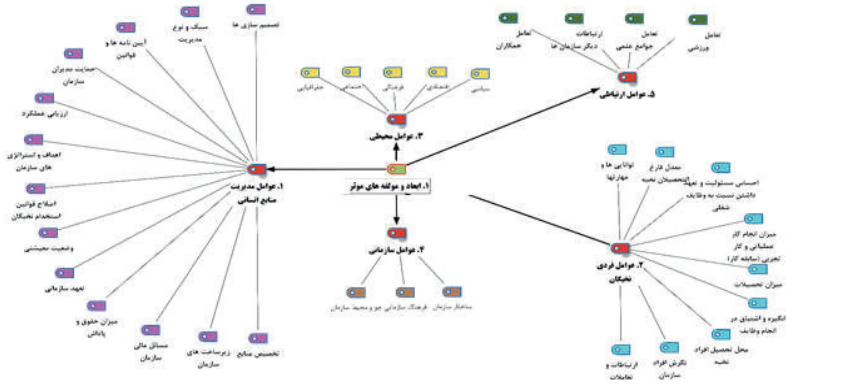 تصمیم سازی ها
سبک و نوع
مدیریت
آیین نامه ها و
قوانین
حمایت مدیران
سازمان
ارزیابی عملکرد
اهداف و استراتژی
های سازمان
اصلاح قوانین
استخدام نخبگان
وضعیت معیشتی
تعهد سازمانی
میزان حقوق و
پاداش
مسائل مالی
سازمان
زیرساخت های
سازمان
تخصیص منابع
۱. عوامل مدیریت
منابع انسانی
۱. ابعاد و مولفه های موثر
۳. عوامل محیطی
سیاسی
اقتصادی
فرهنگی
اجتماعی
جغرافیایی
۵. عوامل ارتباطی
تعامل
ورزشی
تعامل
جوامع علمی
ارتباطات
دیگر سازمان ها
تعامل
همکاران
۴. عوامل سازمانی
ساختار سازمان
فرهنگ سازمانی
جو و محیط سازمان
۲. عوامل فردی
نخبگان
توانایی ها و
مهارتها
معدل فارغ
التحصیلان نخبه
احساس مسئولیت و تعهد
داشتن نسبت به وظایف
شغلی
میزان انجام کار
عملیاتی و کار
تجربی (سابقه کار)
میزان تحصیلات
انگیزه و اشتیاق در
انجام وظایف
محل تحصیل افراد
نخبه
نگرش افراد
سازمان
ارتباطات و
تعاملات